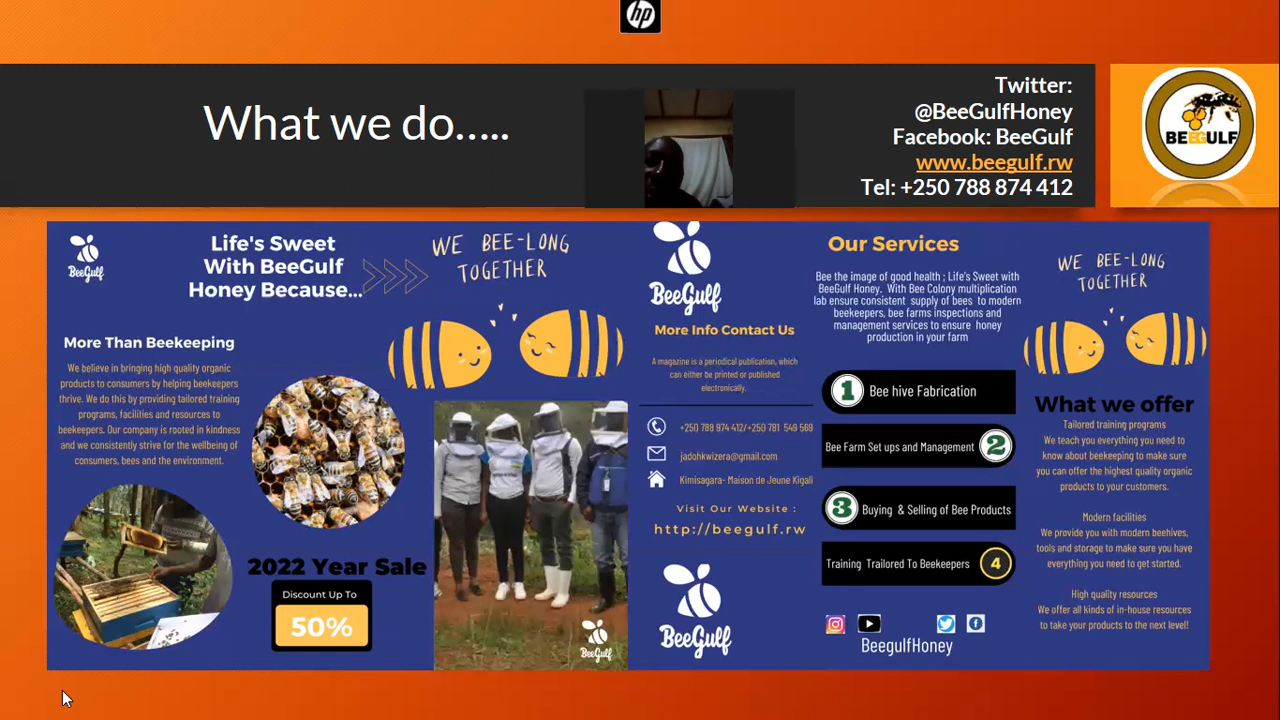 hp
What we do.....
Twitter:
@BeeGulfHoney
Facebook: BeeGulf
www.beegulf.rw
Tel: +250 788 874 412
BEEGULF
BeeGulf
Life's Sweet
With BeeGulf
Honey Because...
WE BEE-LONG
TOGETHER
More Than Beekeeping
We believe in bringing high quality organic
products to consumers by helping beekeepers
thrive. We do this by providing tailored training
programs, facilities and resources to
beekeepers. Our company is rooted in kindness
and we consistently strive for the wellbeing of
consumers, bees and the environment.
2022 Year Sale
Discount Up To
50%
BeeGulf
BeeGulf
More Info Contact Us
A magazine is a periodical publication, which
can either be printed or published
electronically.
+250 788 974 412/+250 781 549 569
jadohkwizera@gmail.com
Kimisagara- Maison de Jeune Kigali
Visit Our Website :
http://beegulf.rw
BeeGulf
Our Services
Bee the image of good health ; Life's Sweet with
BeeGulf Honey. With Bee Colony multiplication
lab ensure consistent supply of bees to modern
beekeepers, bee farms inspections and
management services to ensure honey
production in your farm
1 Bee hive Fabrication
Bee Farm Set ups and Management 2
3 Buying & Selling of Bee Products
Training Trailored To Beekeepers 4
BeegulfHoney
WE BEE-LONG
TOGETHER
What we offer
Tailored training programs
We teach you everything you need to
know about beekeeping to make sure
you can offer the highest quality organic
products to your customers.
Modern facilities
We provide you with modern beehives,
tools and storage to make sure you have
everything you need to get started.
High quality resources
We offer all kinds of in-house resources
to take your products to the next level!